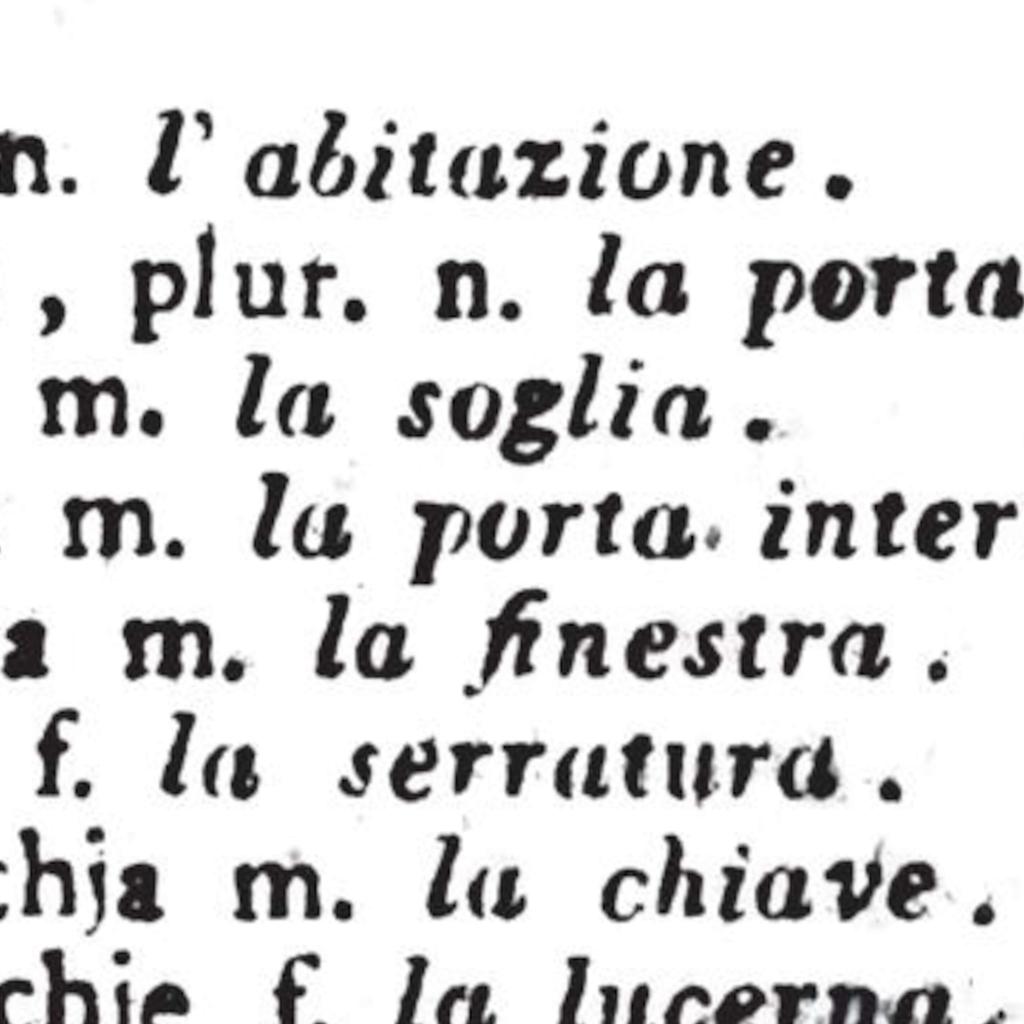 n. l' abitazione.
, plur. n. la porta
m. la soglia.
m. la porta inter
a m. la finestra.
f. la serratura.
chja m. la chiave.
chie f. la lucerna.